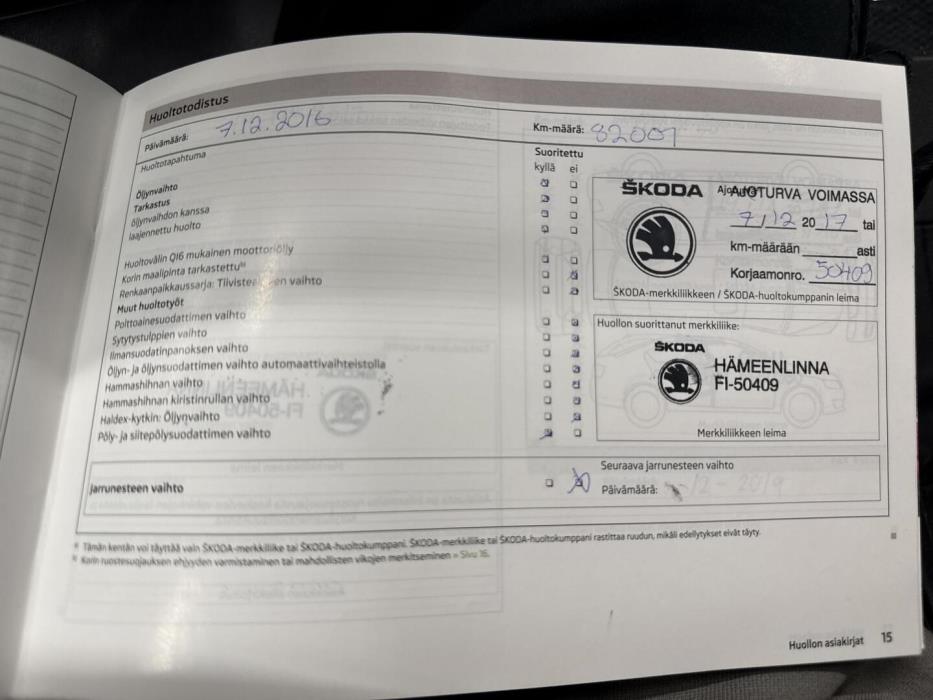 Huoltotodistus
Päivämäärä: 7.12.2016
Km-määrä: 82001
Huoltotapahtuma
Suoritettu
kyllä ei
Öljynvaihto
Tarkastus
öljynvaihdon kanssa
laajennettu huolto
Huoltovälin QI6 mukainen moottoriöljy
Korin maalipinta tarkastettu
Renkaanpaikkaussarja: vaihto
Muut huoltotyöt
Polttoainesuodattimen vaihto
Sytytystulppien vaihto
Ilmansuodatinpanoksen vaihto
Öljyn- ja öljynsuodattimen vaihto automaattivaihteistolla
Hammashihnan vaihto
Hammashihnan kiristinrullan vaihto
Haldex-kytkin: Öljynvaihto
Pöly- ja siitepölysuodattimen vaihto
ŠKODA AUTOTURVA VOIMASSA
7/12 2017 tai
km-määrään asti
Korjaamonro. 50409
ŠKODA-merkkiliikkeen / ŠKODA-huoltokumppanin leima
Huollon suorittanut merkkiliike:
ŠKODA
HÄMEENLINNA
FI-50409
Merkkiliikkeen leima
Jarrunesteen vaihto
Seuraava jarrunesteen vaihto
Päivämäärä:
Tämän kentän voi täyttää vain ŠKODA-merkkiliike tai ŠKODA-huoltokumppani. ŠKODA-merkkiliike tai ŠKODA-huoltokumppani rastittaa ruudun, mikäli edellytykset eivät täyty.
Korin ruostesuojauksen ehjyyden varmistaminen tai mahdollisten vikojen merkitseminen » Sivu 16.
Huollon asiakirjat 15